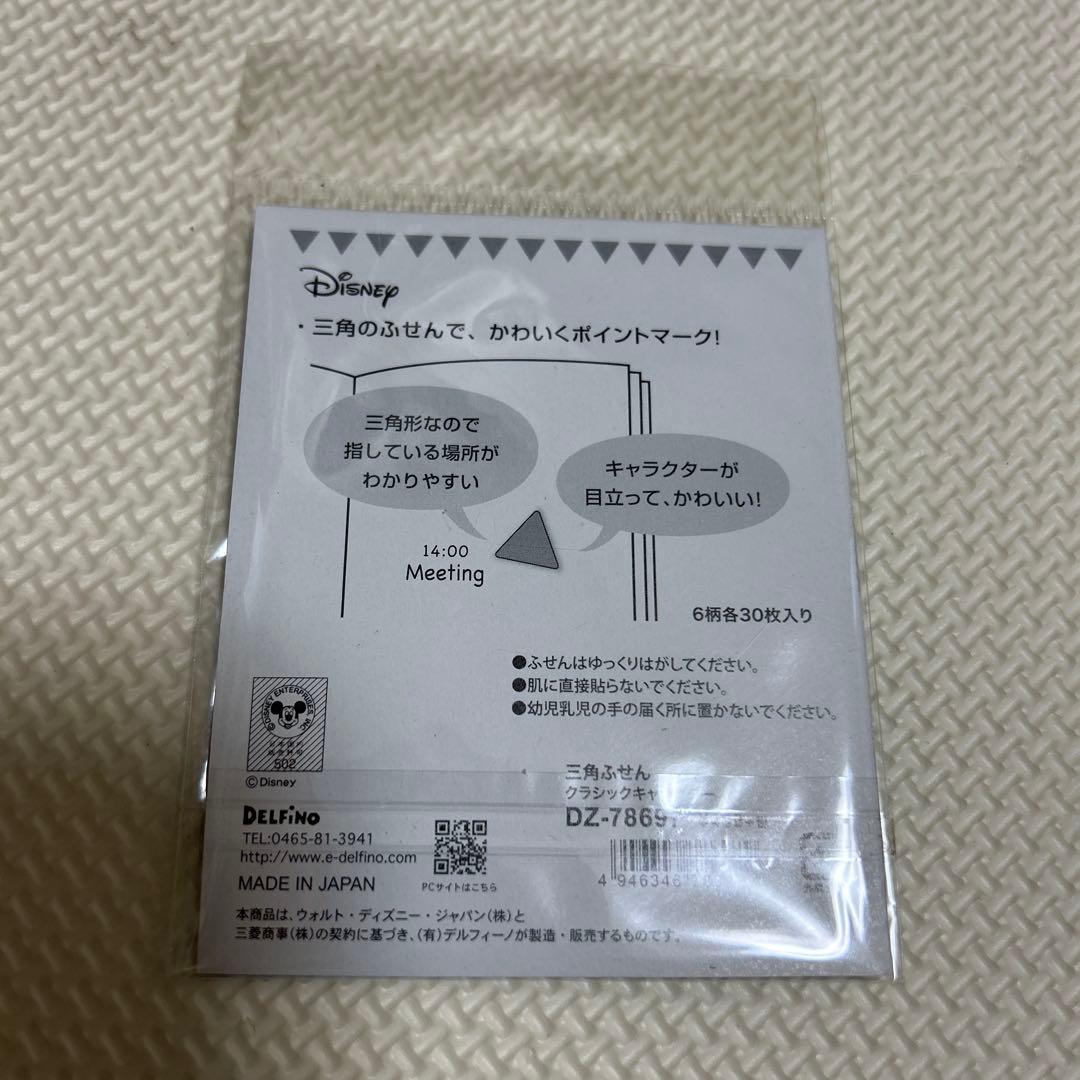 Disney
・三角のふせんで、かわいくポイントマーク!
三角形なので
指している場所が
わかりやすい
キャラクターが
目立って、かわいい!
14:00
Meeting
6柄各30枚入り
●ふせんはゆっくりはがしてください。
●肌に直接貼らないでください。
●幼児乳児の手の届く所に置かないでください。
©DISNEY ENTERPRISES, INC
502
©Disney
三角ふせん
クラシックキャ
DZ-7869
4 946346
DELFINO
TEL:0465-81-3941
http://www.e-delfino.com
MADE IN JAPAN
PCサイトはこちら
本商品は、ウォルト・ディズニー・ジャパン(株)と
三菱商事(株)の契約に基づき、(有)デルフィーノが製造・販売するものです。